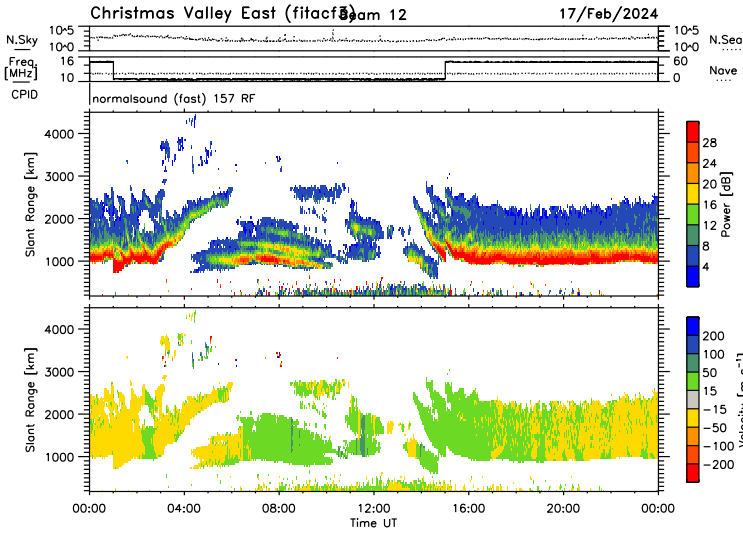 Christmas Valley East (fitacf3) Beam 12 17/Feb/2024
N.Sky 10^5 10^0 10^5 10^0 N.Sea
Freq. [MHz] 16 10 60 0 Nave
CPID normalsound (fast) 157 RF
Slant Range [km]
4000
3000
2000
1000
28
24
20
16
12
8
4
Power [dB]
Slant Range [km]
4000
3000
2000
1000
200
100
50
15
-15
-50
-100
-200
Velocity [m s^-1]
00:00 04:00 08:00 12:00 16:00 20:00 00:00
Time UT